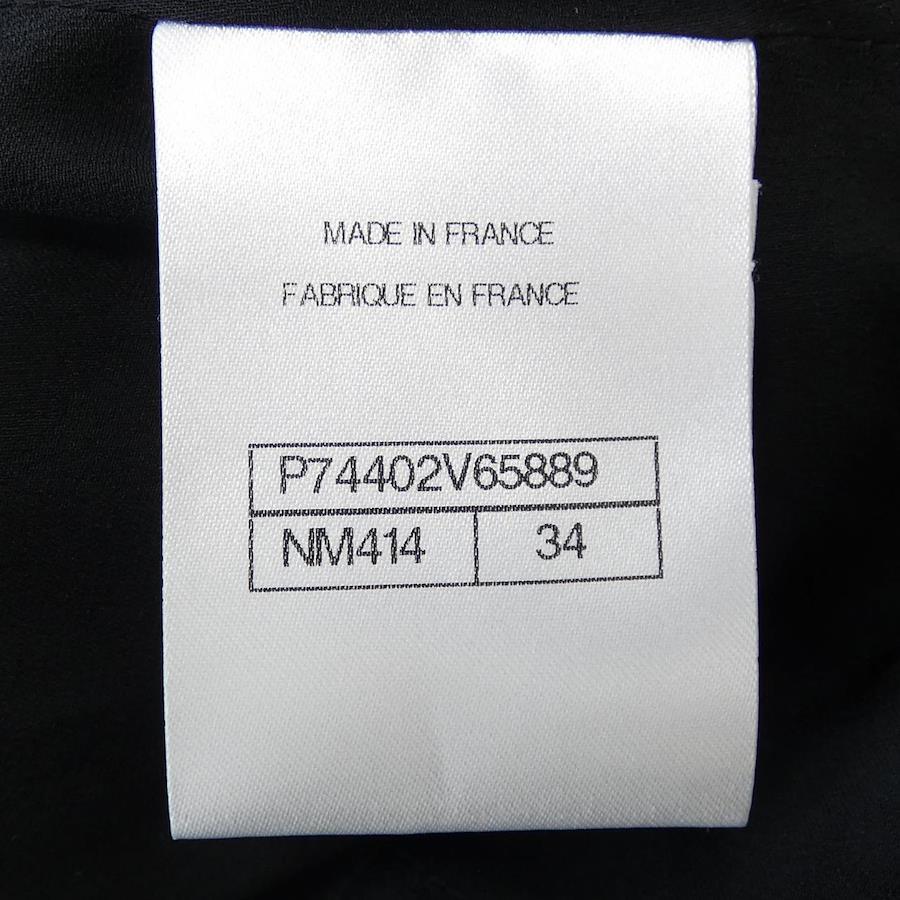 MADE IN FRANCE
FABRIQUE EN FRANCE
P74402V65889
NM414 34